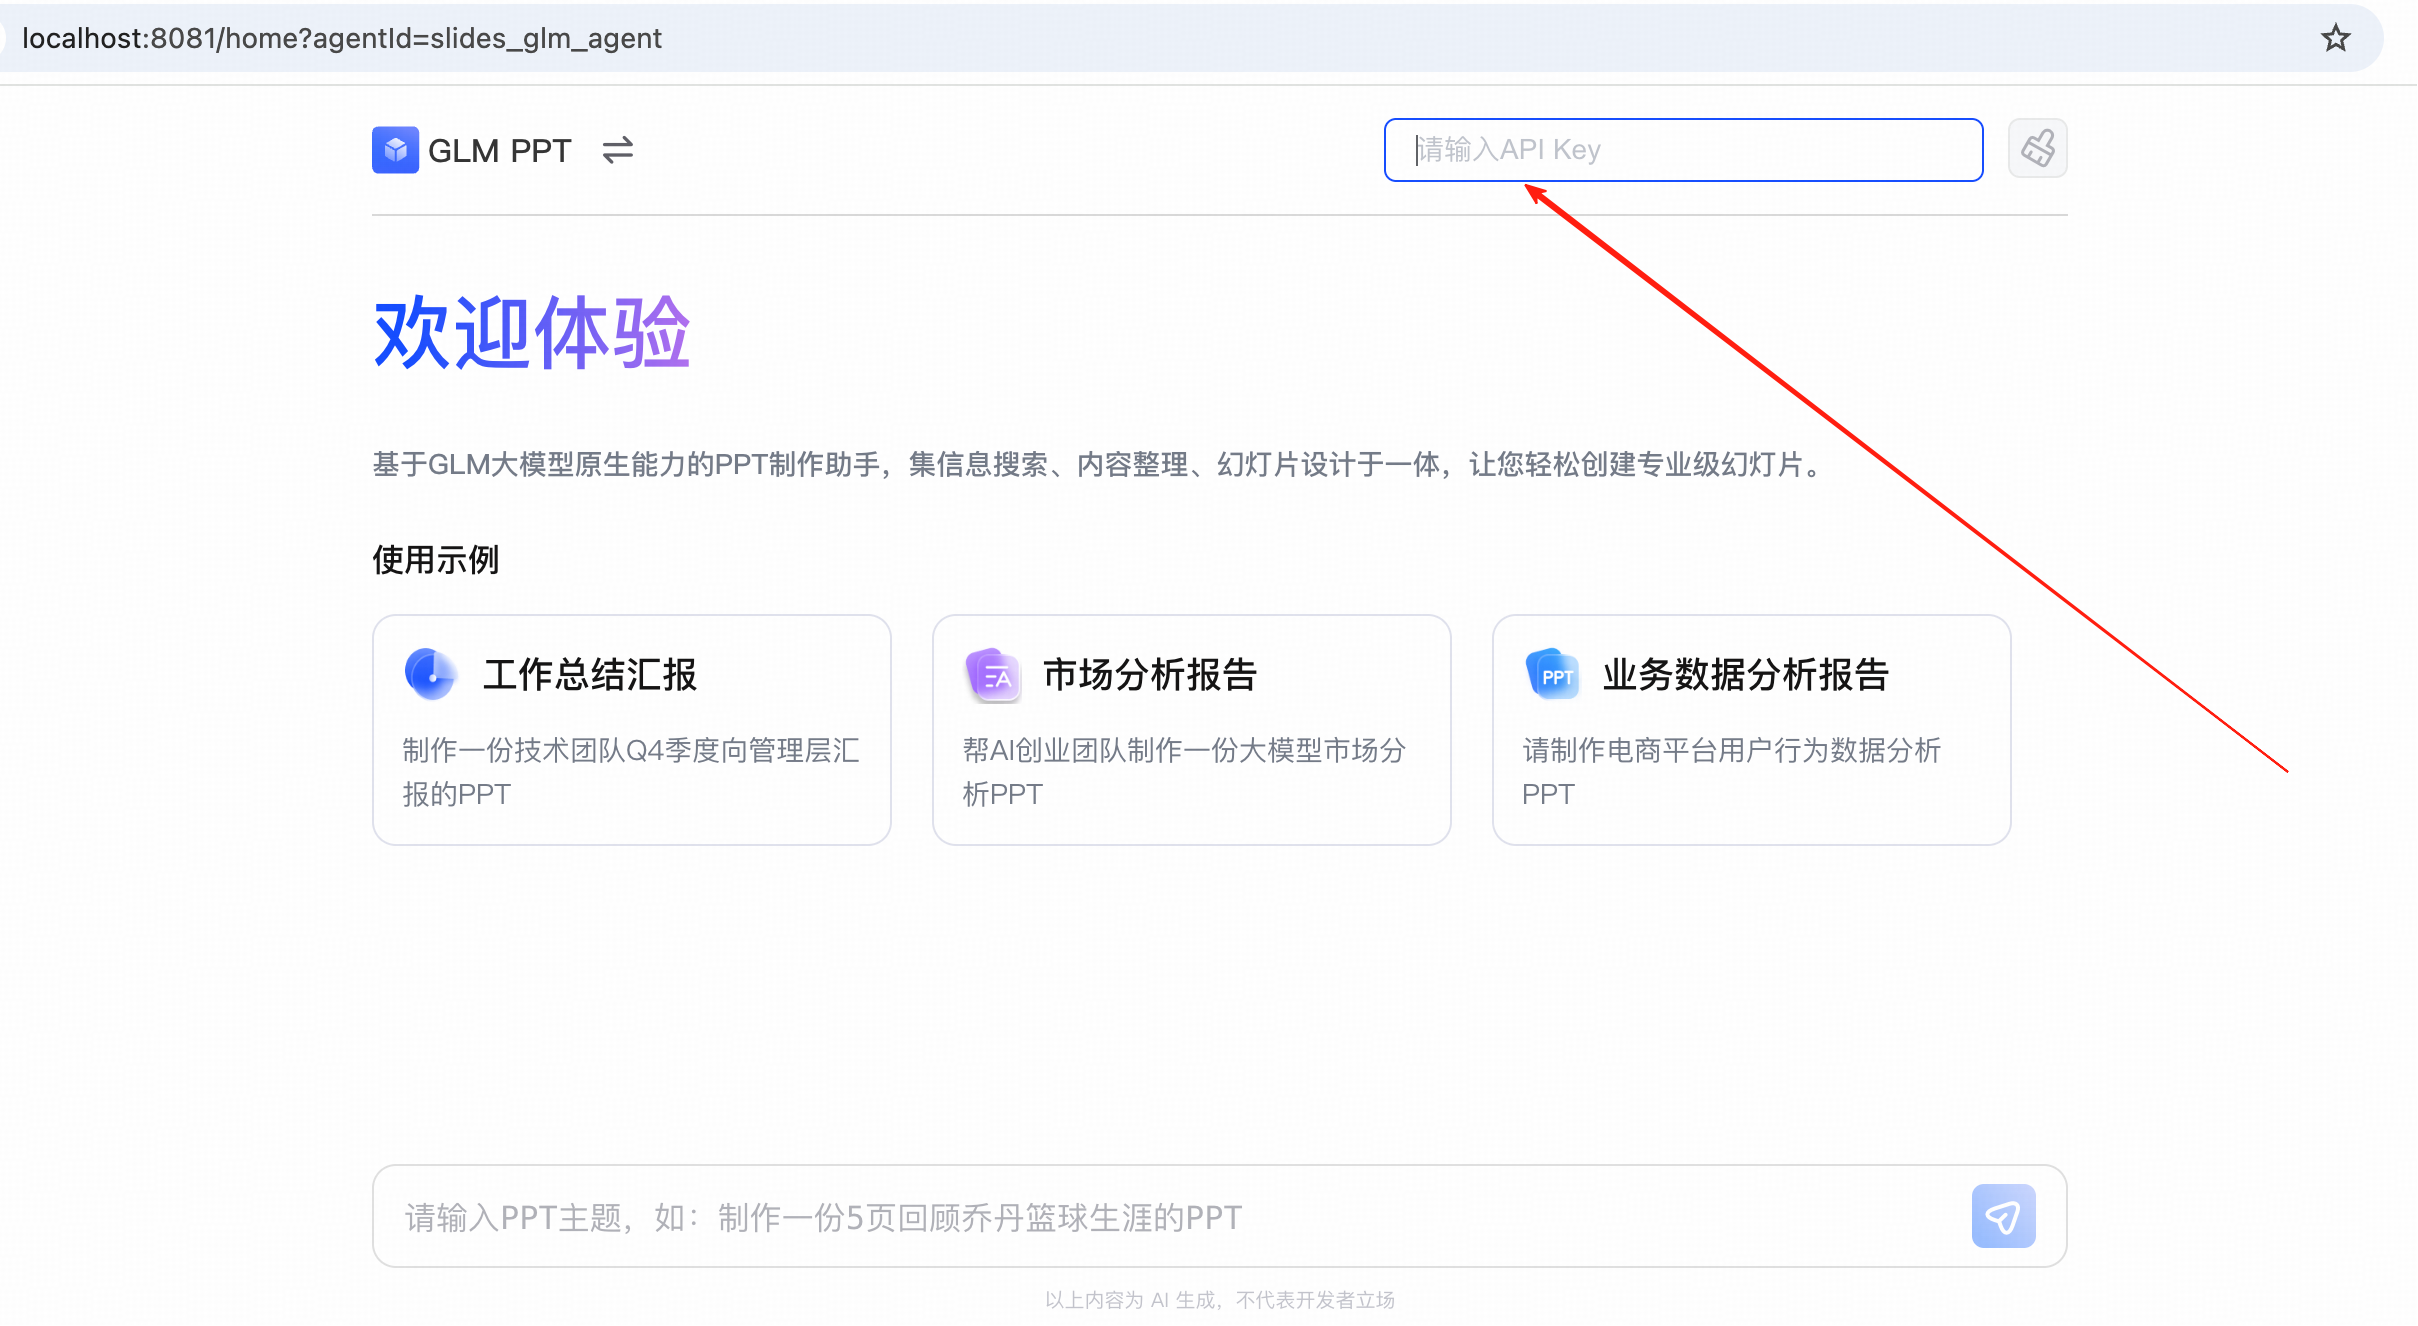 localhost:8081/home?agentId=slides_glm_agent
GLM PPT
请输入API Key
欢迎体验
基于GLM大模型原生能力的PPT制作助手，集信息搜索、内容整理、幻灯片设计于一体，让您轻松创建专业级幻灯片。
使用示例
工作总结汇报
制作一份技术团队Q4季度向管理层汇
报的PPT
市场分析报告
帮AI创业团队制作一份大模型市场分
析PPT
PPT
业务数据分析报告
请制作电商平台用户行为数据分析
PPT
请输入PPT主题，如：制作一份5页回顾乔丹篮球生涯的PPT
以上内容为 AI 生成，不代表开发者立场